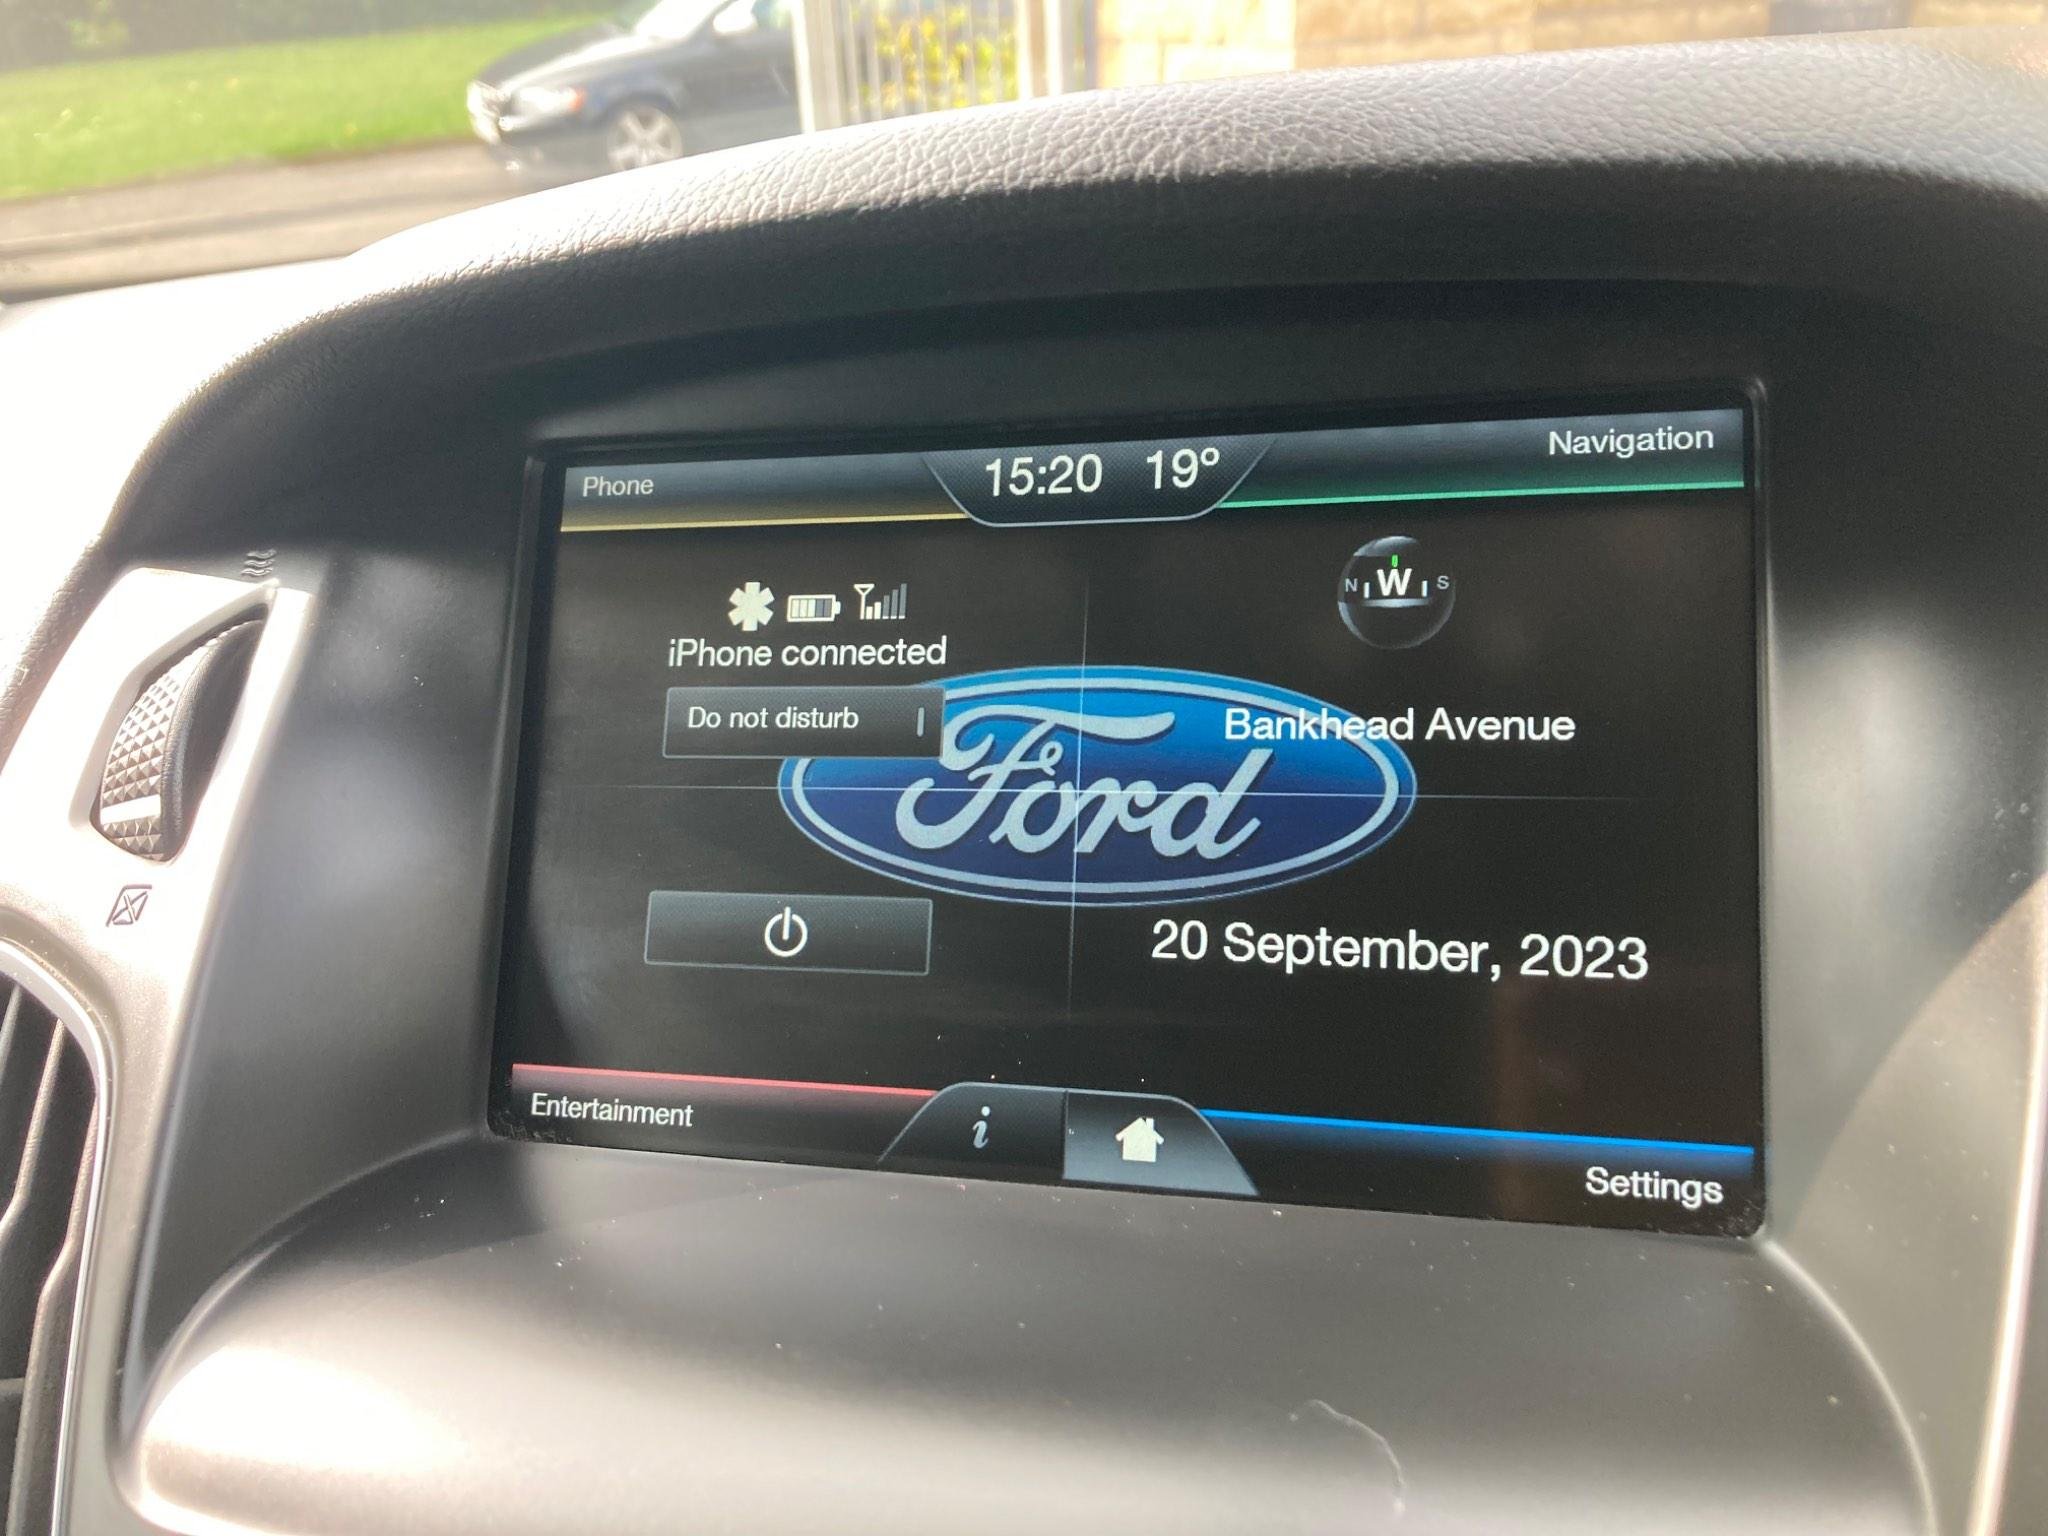 Phone
15:20 19°
Navigation
N W S
iPhone connected
Do not disturb
Bankhead Avenue
Ford
20 September, 2023
Entertainment
i
Settings